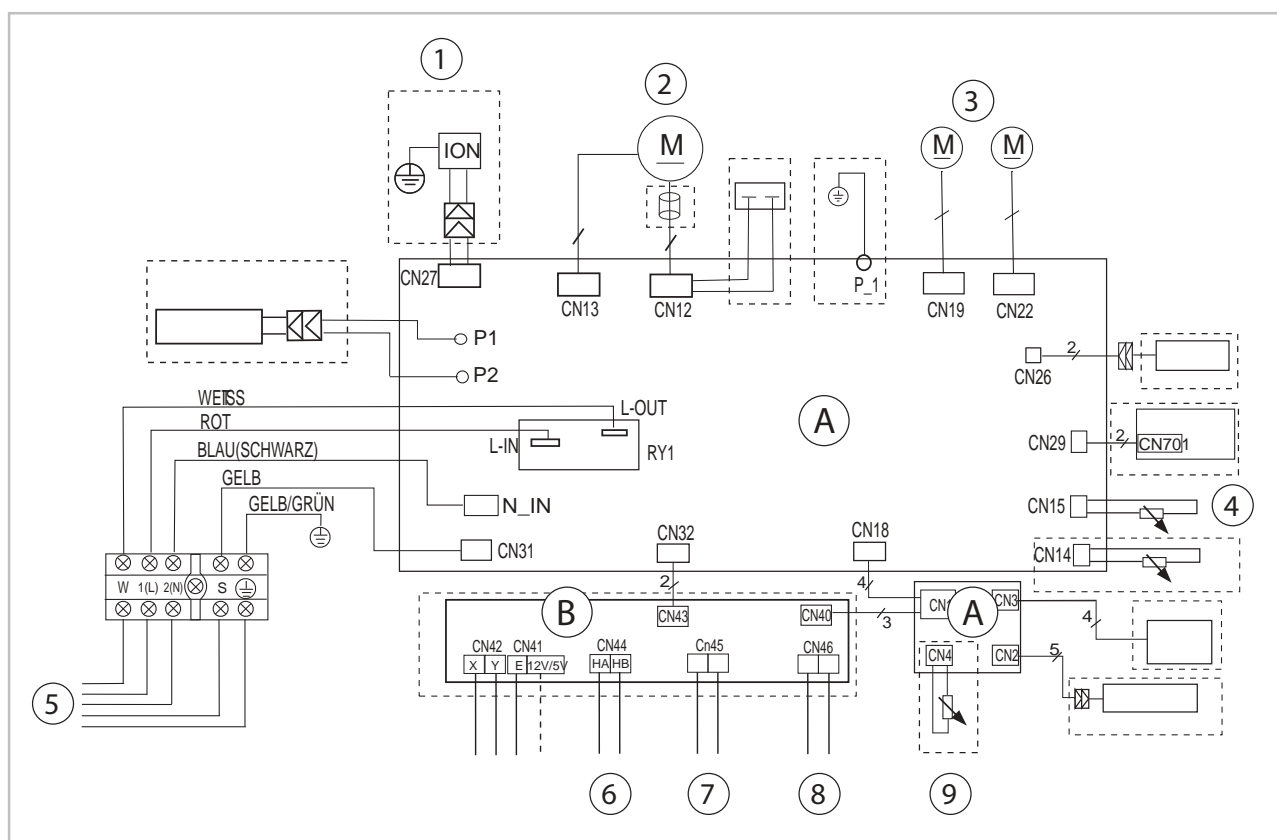 1
2
3
ION
M
M
M
CN27
CN13
CN12
P_1
CN19
CN22
P1
P2
CN26
WEISS
L-OUT
A
ROT
L-IN
RY1
CN29
CN701
BLAU(SCHWARZ)
GELB
N_IN
CN15
4
GELB/GRÜN
CN31
CN32
CN18
CN14
W 1(L) 2(N) S
2
4
B
CN43
CN40
3
A
CN3
4
CN42 CN41 CN44 Cn45 CN46
X Y E 12V/5V HA HB
CN4
CN2
5
5
6
7
8
9
2
2